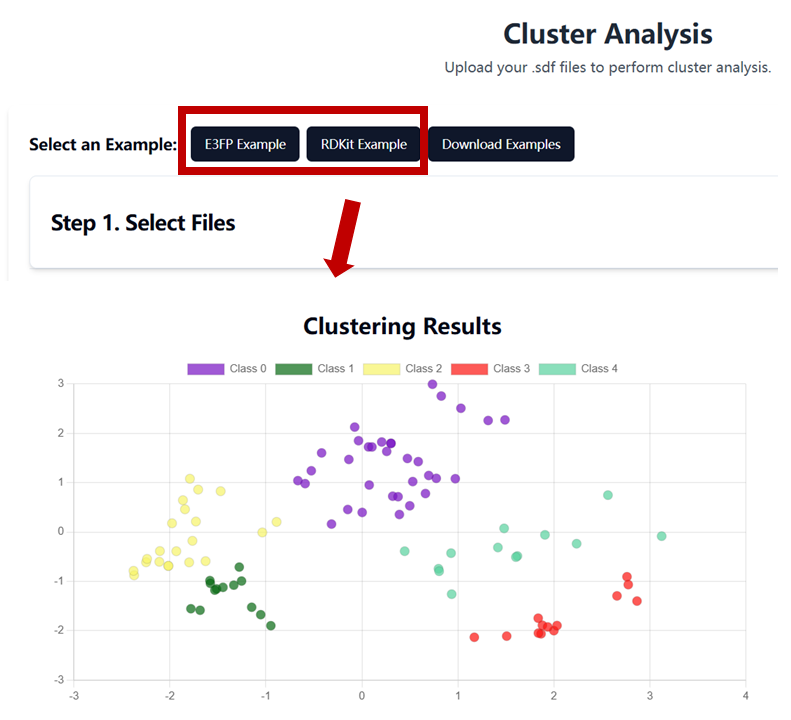 Cluster Analysis
Upload your .sdf files to perform cluster analysis.
Select an Example: E3FP Example RDKit Example Download Examples
Step 1. Select Files
Clustering Results
Class 0 Class 1 Class 2 Class 3 Class 4
3
2
1
0
-1
-2
-3
-3 -2 -1 0 1 2 3 4